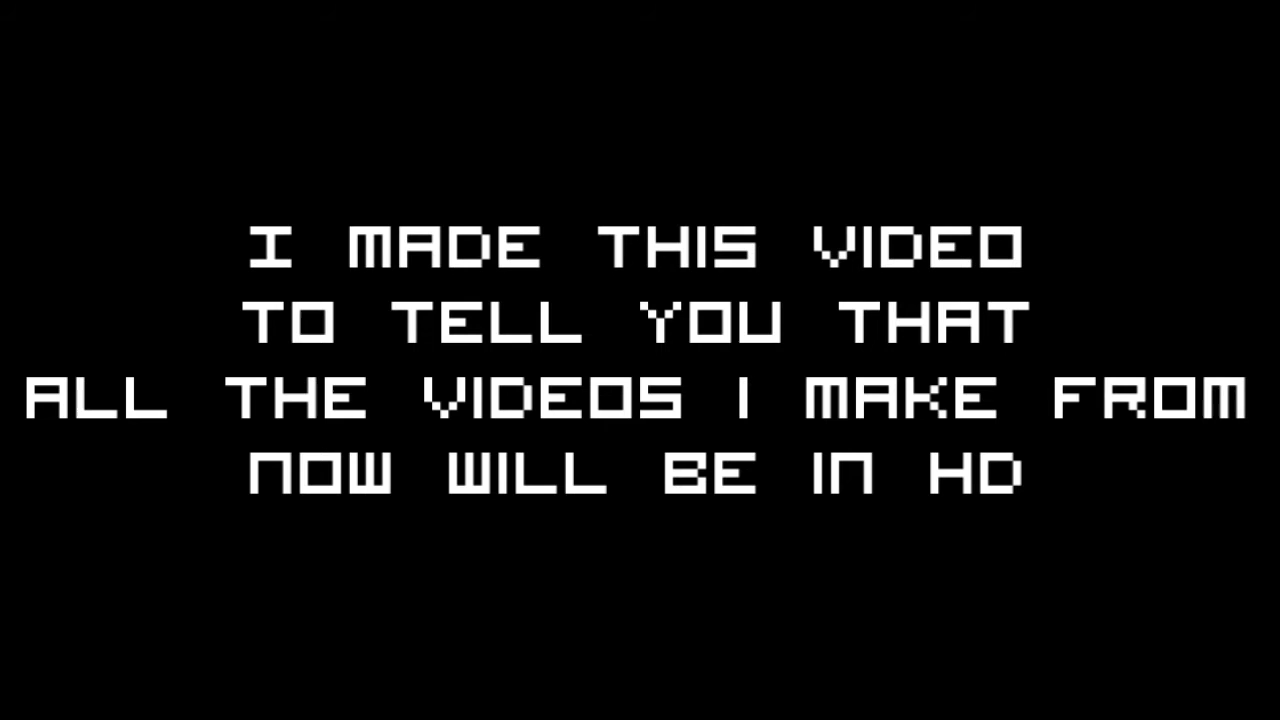 I MADE THIS VIDEO
TO TELL YOU THAT
ALL THE VIDEOS I MAKE FROM
NOW WILL BE IN HD